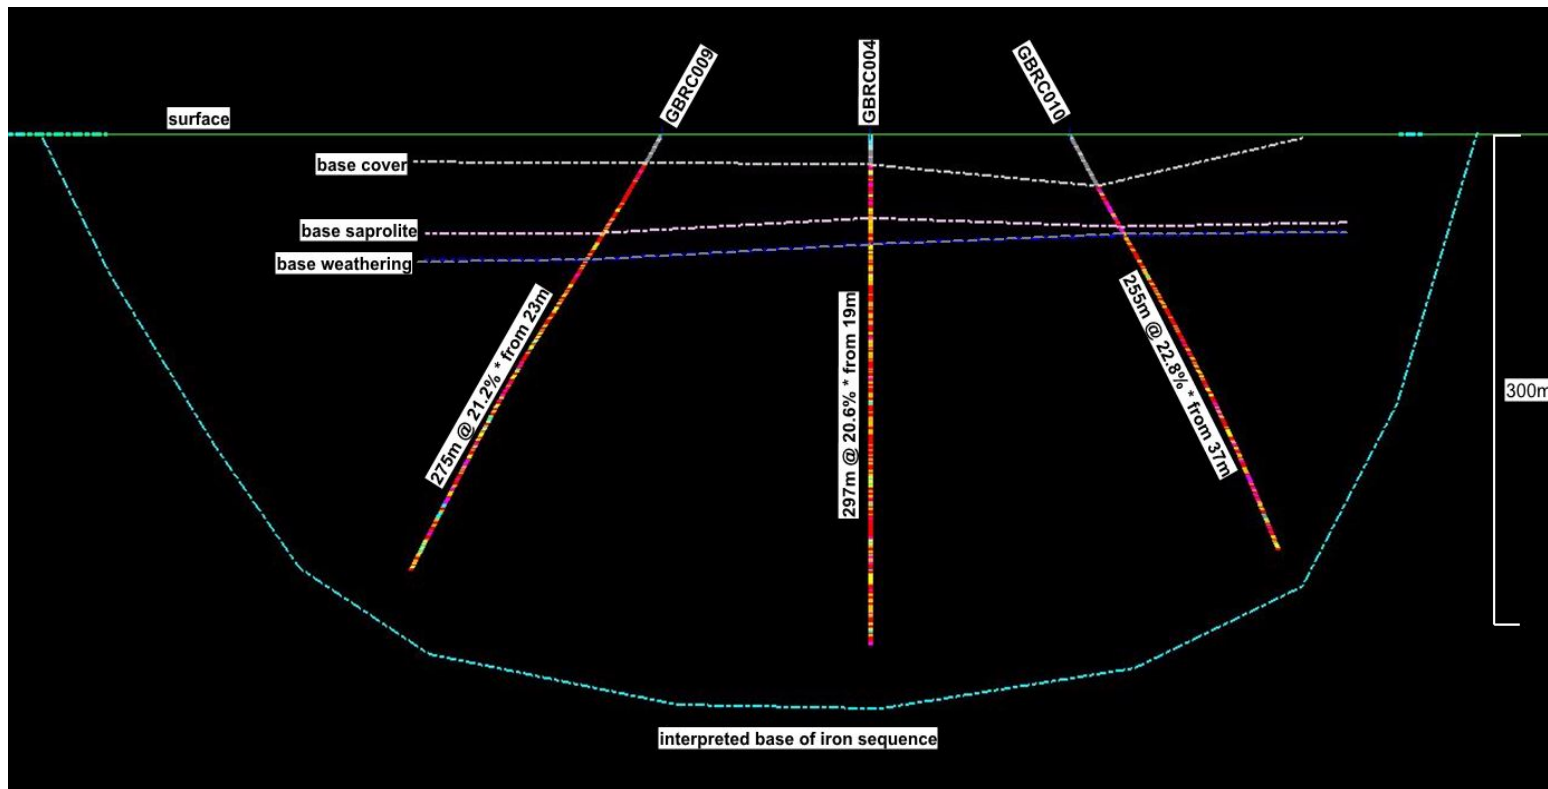 GBRC009
GBRC004
GBRC010
surface
base cover
base saprolite
base weathering
275m @ 21.2% * from 23m
297m @ 20.6% * from 19m
255m @ 22.8% * from 37m
300m
interpreted base of iron sequence